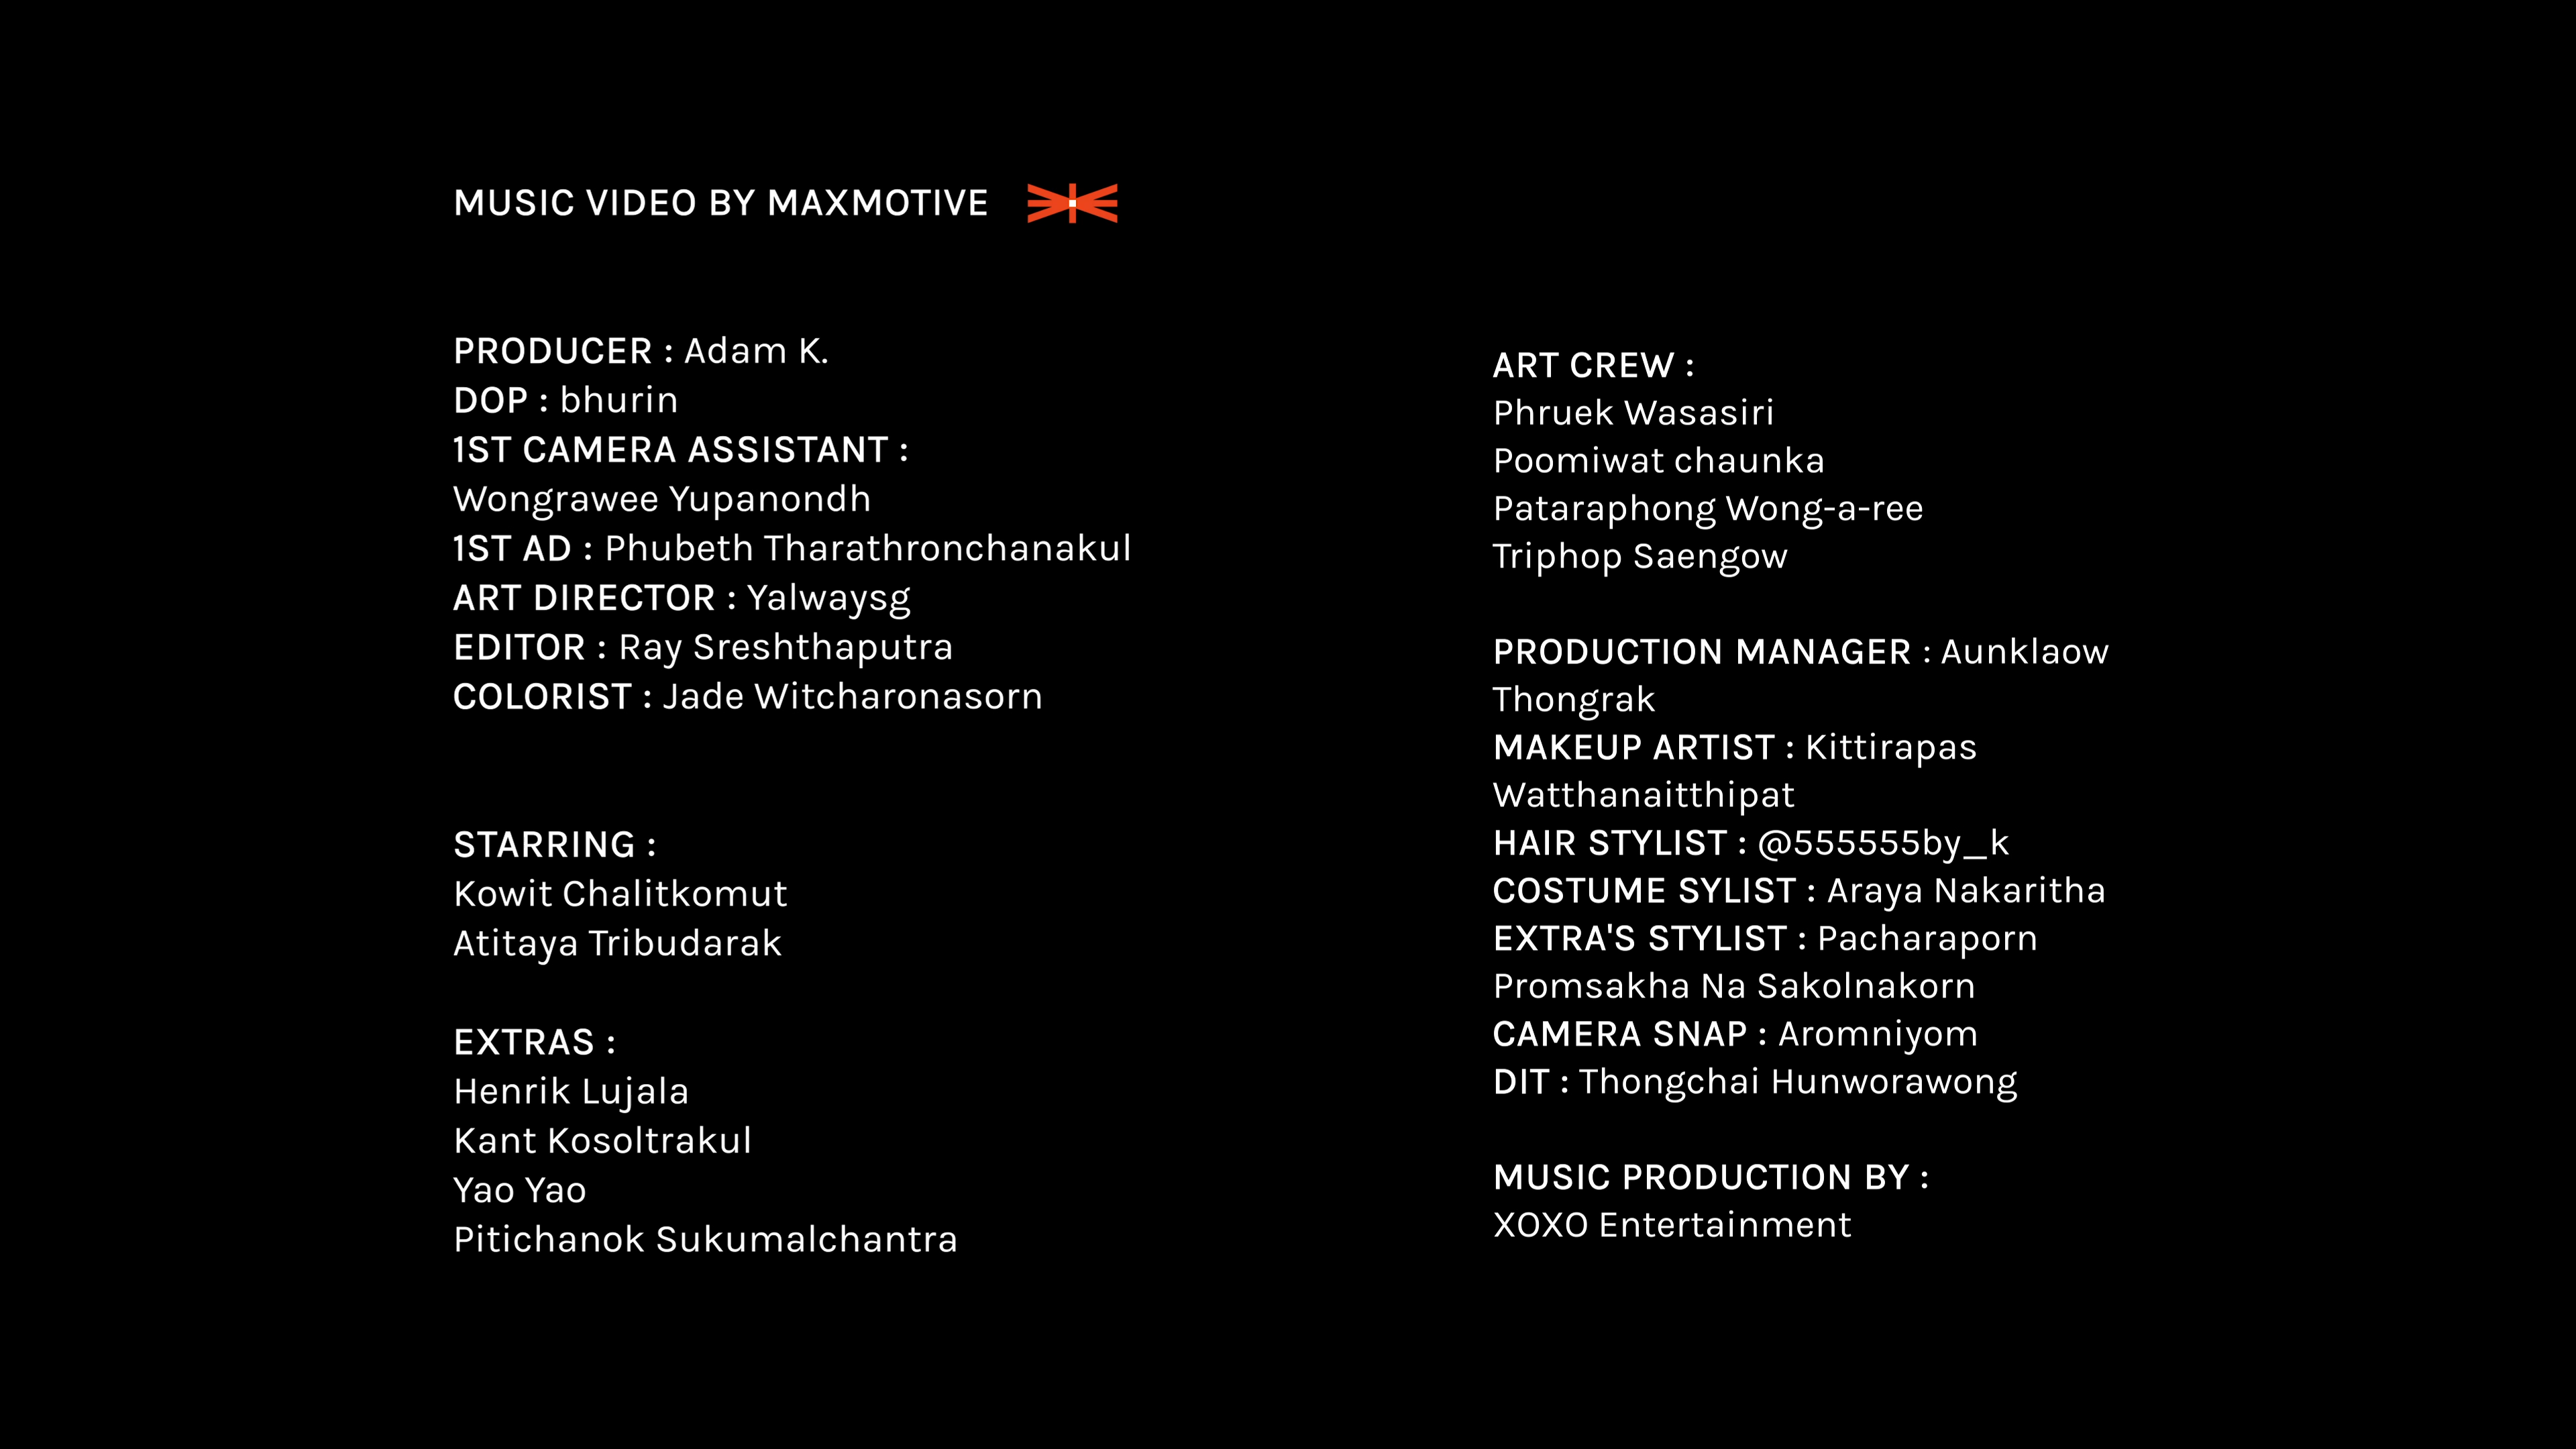 MUSIC VIDEO BY MAXMOTIVE
PRODUCER : Adam K.
DOP : bhurin
1ST CAMERA ASSISTANT :
Wongrawee Yupanondh
1ST AD : Phubeth Tharathronchanakul
ART DIRECTOR : Yalwaysg
EDITOR : Ray Sreshthaputra
COLORIST : Jade Witcharonasorn
STARRING :
Kowit Chalitkomut
Atitaya Tribudarak
EXTRAS :
Henrik Lujala
Kant Kosoltrakul
Yao Yao
Pitichanok Sukumalchantra
ART CREW :
Phruek Wasasiri
Poomiwat chaunka
Pataraphong Wong-a-ree
Triphop Saengow
PRODUCTION MANAGER : Aunklaow
Thongrak
MAKEUP ARTIST : Kittirapas
Watthanaitthipat
HAIR STYLIST : @555555by_k
COSTUME SYLIST : Araya Nakaritha
EXTRA'S STYLIST : Pacharaporn
Promsakha Na Sakolnakorn
CAMERA SNAP : Aromniyom
DIT : Thongchai Hunworawong
MUSIC PRODUCTION BY :
XOXO Entertainment